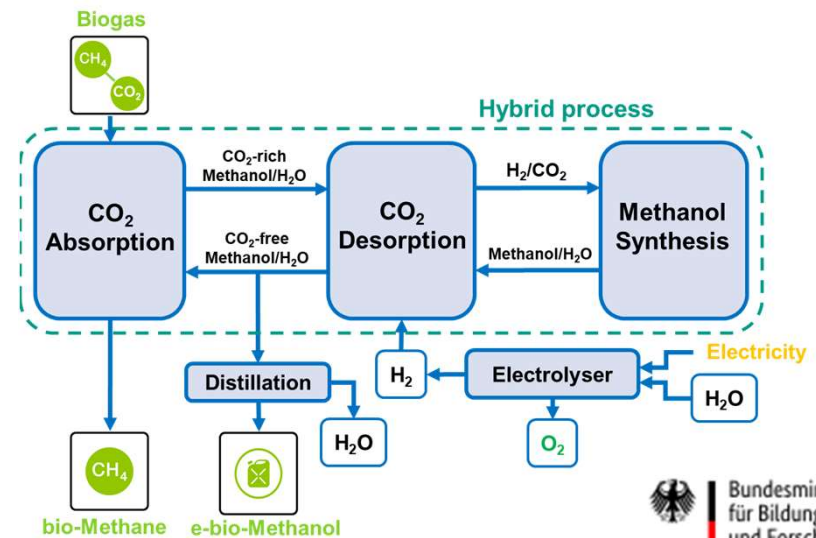 Biogas
CH₄
CO₂
Hybrid process
CO₂
Absorption
CO₂-rich
Methanol/H₂O
CO₂-free
Methanol/H₂O
CO₂
Desorption
H₂/CO₂
Methanol/H₂O
Methanol
Synthesis
Distillation
H₂
Electrolyser
Electricity
H₂O
H₂O
O₂
CH₄
bio-Methane
e-bio-Methanol
für Bildung